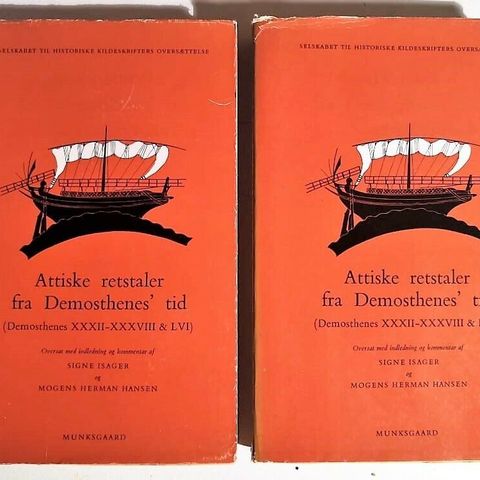 SELSKABET TIL HISTORISKE KILDESKRIFTERS OVERSÆTTELSE
Attiske retstaler
fra Demosthenes' tid
(Demosthenes XXXII–XXXVIII & LVI)
Oversat med indledning og kommentar af
SIGNE ISAGER
og
MOGENS HERMAN HANSEN
MUNKSGAARD
SELSKABET TIL HISTORISKE KILDESKRIFTERS
Attiske retstaler
fra Demosthenes'
(Demosthenes XXXII–XXXVIII &
Oversat med indledning og kommentar af
SIGNE ISAGER
og
MOGENS HERMAN HANSEN
MUNKSGAARD